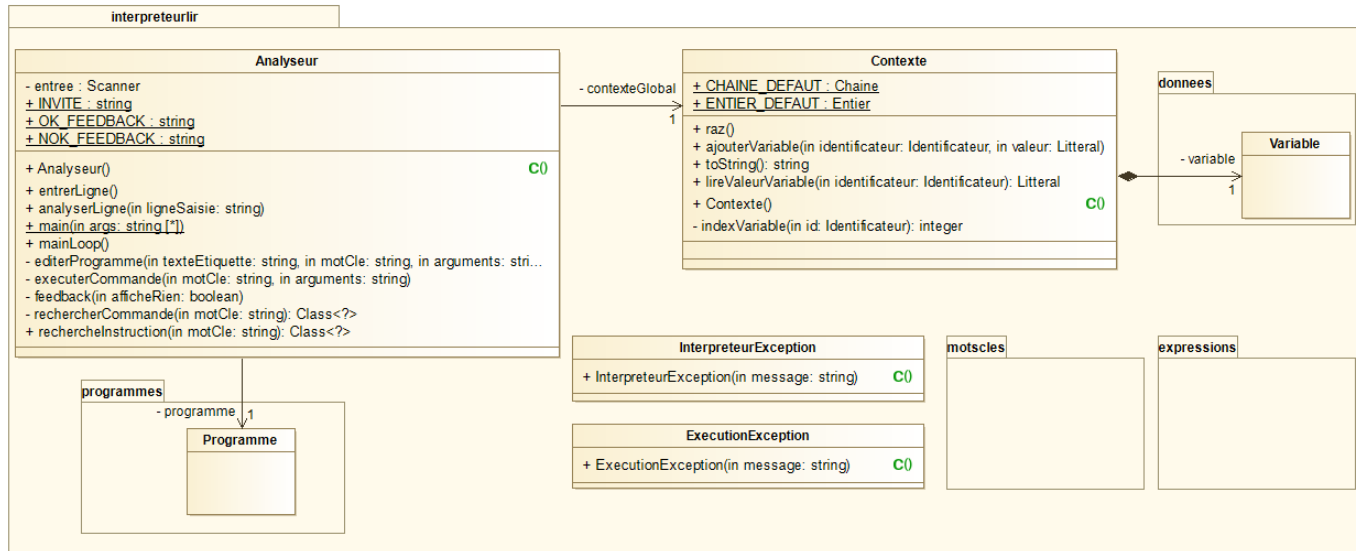 interpreteurlir
Analyseur
- entree : Scanner
+ INVITE : string
+ OK_FEEDBACK : string
+ NOK_FEEDBACK : string
+ Analyseur()
C()
+ entrerLigne()
+ analyserLigne(in ligneSaisie: string)
+ main(in args: string [*])
+ mainLoop()
- editerProgramme(in texteEtiquette: string, in motCle: string, in arguments: stri...
- executerCommande(in motCle: string, in arguments: string)
- feedback(in afficheRien: boolean)
- rechercherCommande(in motCle: string): Class<?>
+ rechercheInstruction(in motCle: string): Class<?>
- contexteGlobal
1
Contexte
+ CHAINE_DEFAUT : Chaine
+ ENTIER_DEFAUT : Entier
+ raz()
+ ajouterVariable(in identificateur: Identificateur, in valeur: Litteral)
+ toString(): string
+ lireValeurVariable(in identificateur: Identificateur): Litteral
+ Contexte()
C()
- indexVariable(in id: Identificateur): integer
donnees
- variable
1
Variable
programmes
- programme
1
Programme
InterpreteurException
+ InterpreteurException(in message: string)
C()
ExecutionException
+ ExecutionException(in message: string)
C()
motscles
expressions